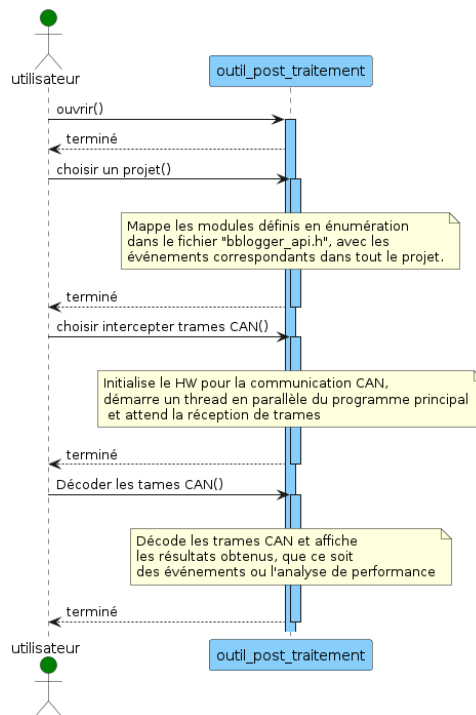 utilisateur
outil_post_traitement
ouvrir()
terminé
choisir un projet()
Mappe les modules définis en énumération
dans le fichier "bblogger_api.h", avec les
événements correspondants dans tout le projet.
terminé
choisir intercepter trames CAN()
Initialise le HW pour la communication CAN,
démarre un thread en parallèle du programme principal
et attend la réception de trames
terminé
Décoder les tames CAN()
Décode les trames CAN et affiche
les résultats obtenus, que ce soit
des événements ou l'analyse de performance
terminé
utilisateur
outil_post_traitement